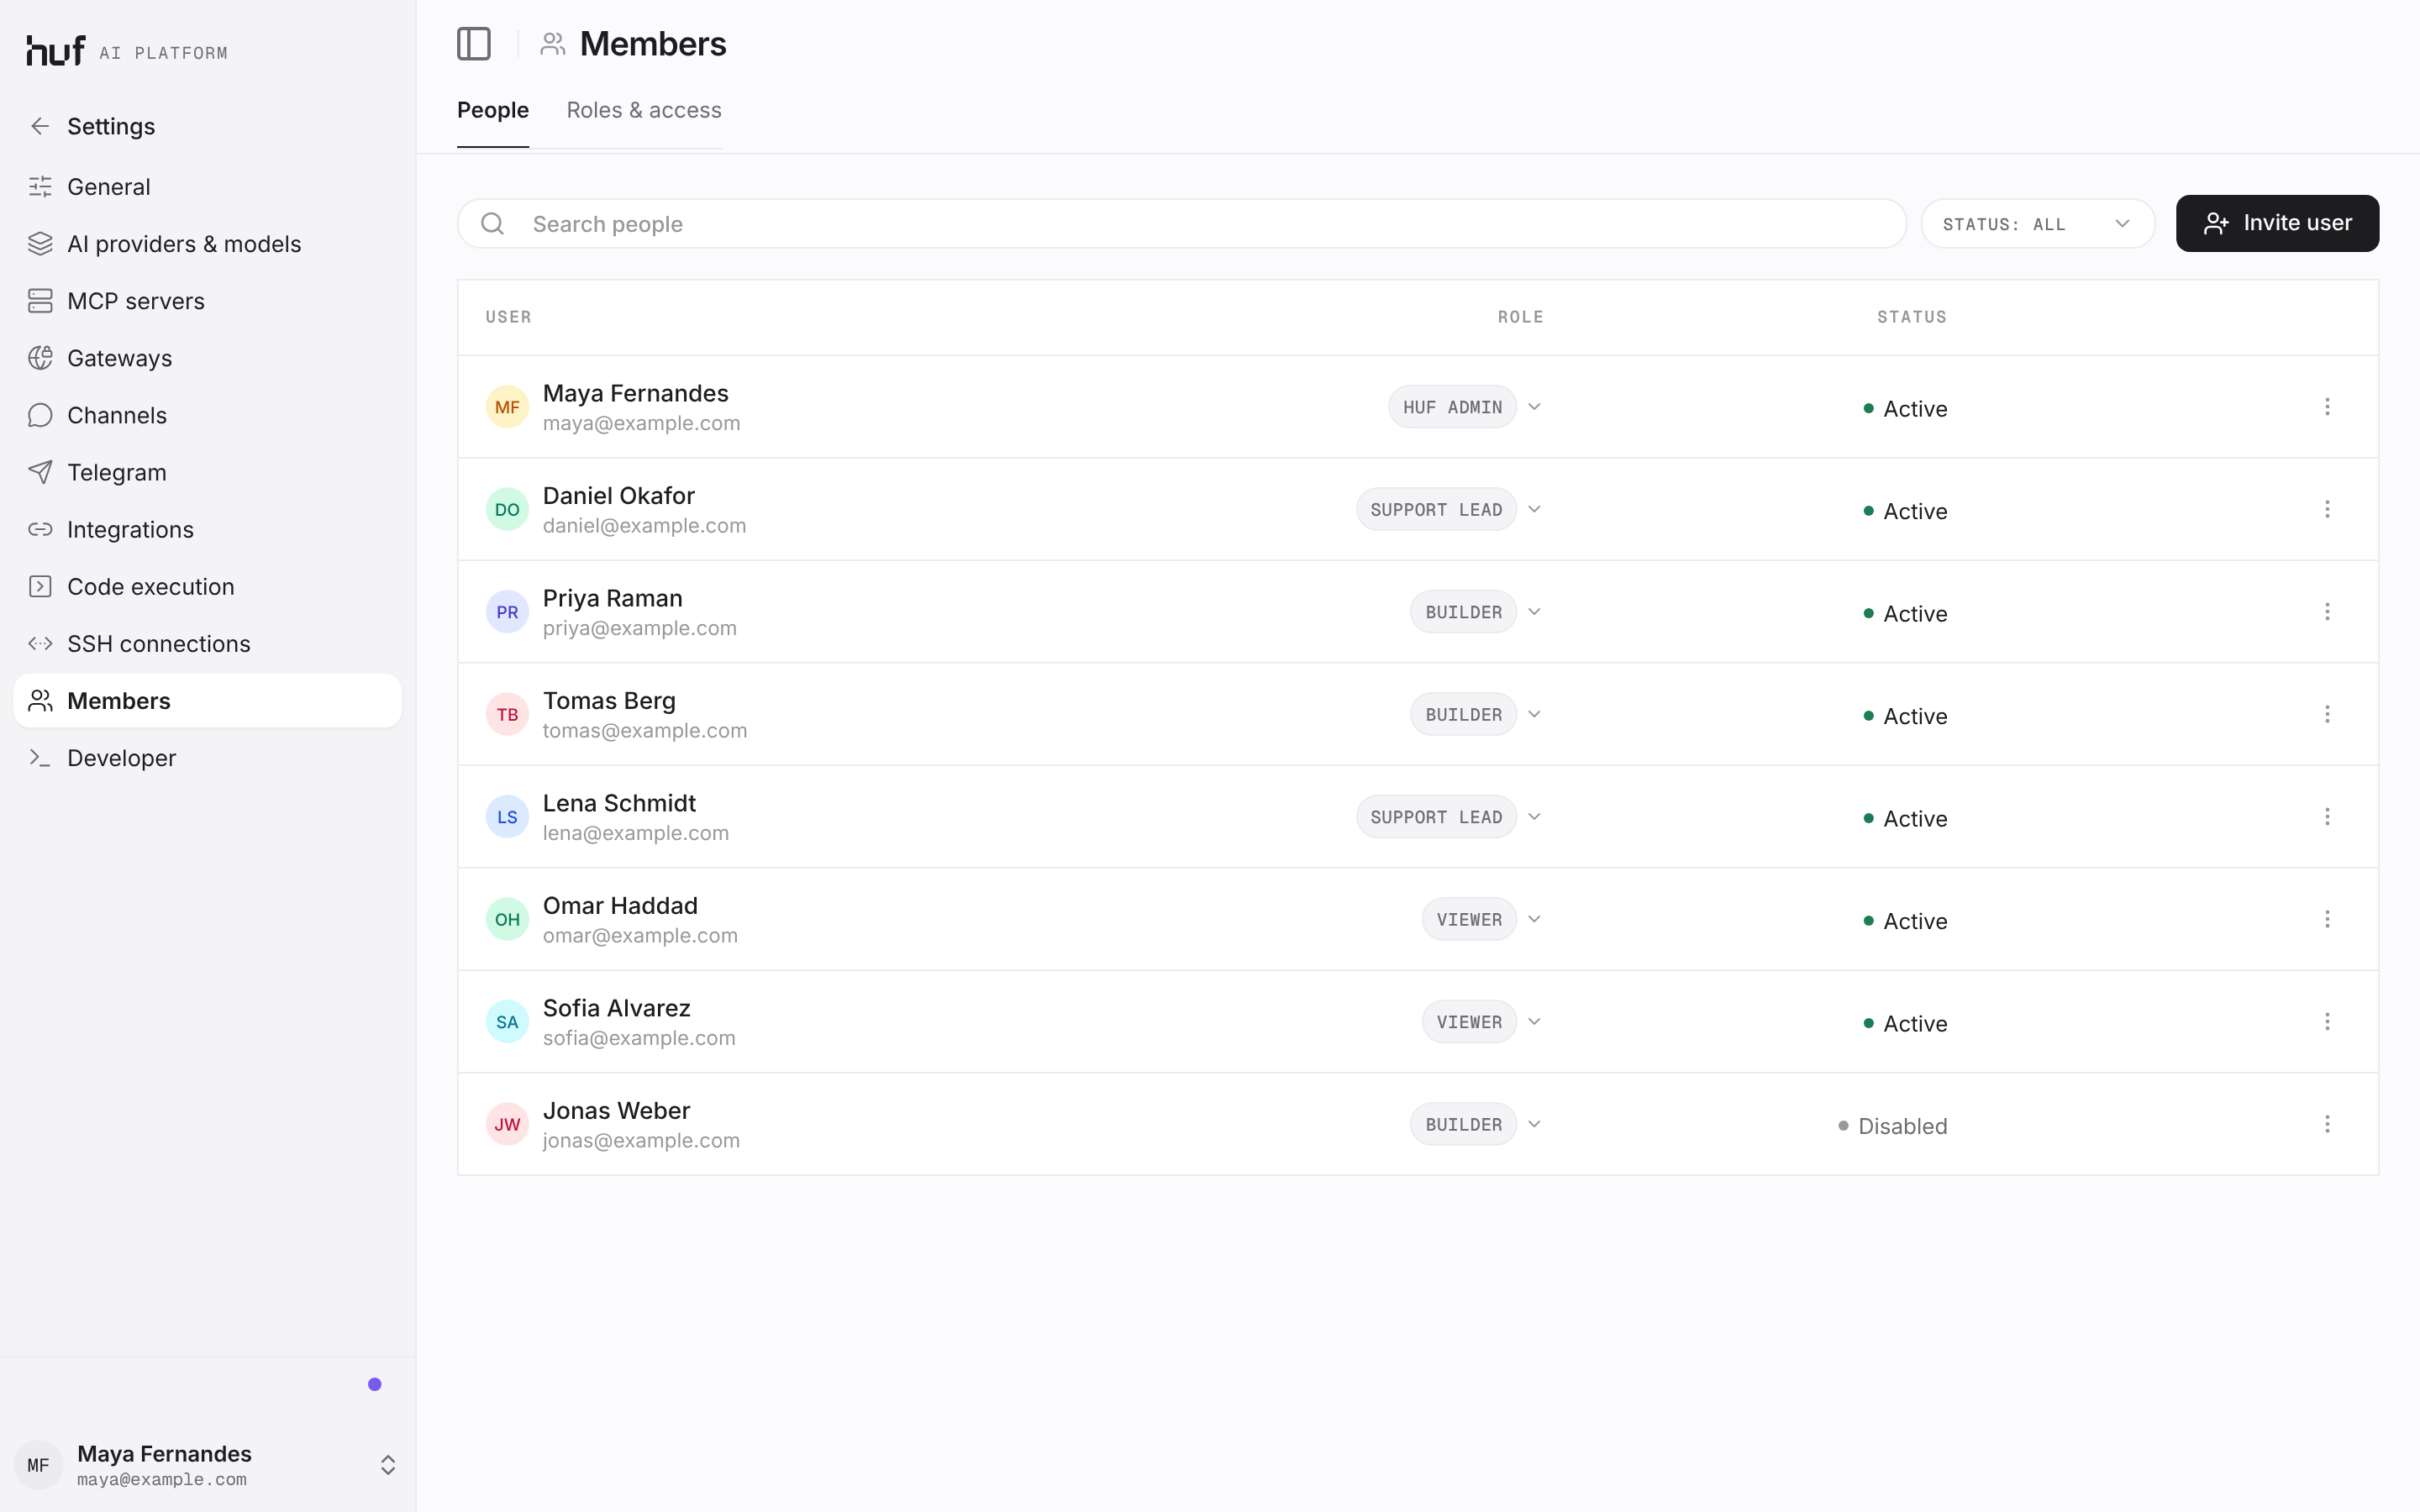 huf AI PLATFORM
Settings
General
AI providers & models
MCP servers
Gateways
Channels
Telegram
Integrations
Code execution
SSH connections
Members
Developer
MF
Maya Fernandes
maya@example.com
Members
People Roles & access
Search people STATUS: ALL Invite user
USER ROLE STATUS
MF Maya Fernandes HUF ADMIN Active
maya@example.com
DO Daniel Okafor SUPPORT LEAD Active
daniel@example.com
PR Priya Raman BUILDER Active
priya@example.com
TB Tomas Berg BUILDER Active
tomas@example.com
LS Lena Schmidt SUPPORT LEAD Active
lena@example.com
OH Omar Haddad VIEWER Active
omar@example.com
SA Sofia Alvarez VIEWER Active
sofia@example.com
JW Jonas Weber BUILDER Disabled
jonas@example.com